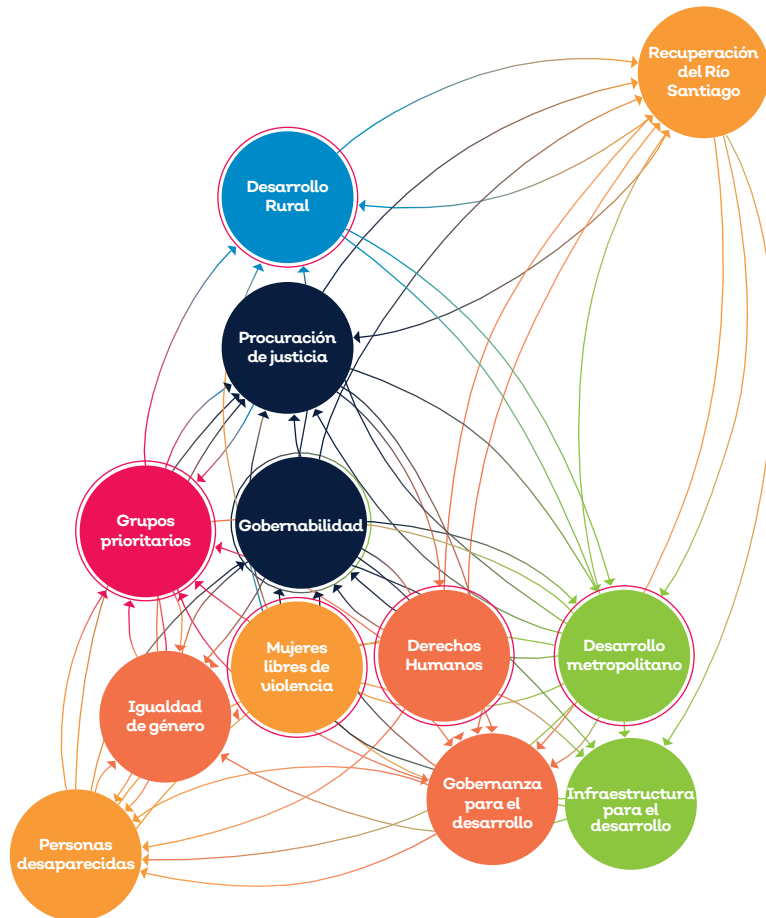 Recuperación
del Río
Santiago
Desarrollo
Rural
Procuración
de justicia
Grupos
prioritarios
Gobernabilidad
Mujeres
libres de
violencia
Derechos
Humanos
Desarrollo
metropolitano
Igualdad
de género
Gobernanza
para el
desarrollo
Infraestructura
para el
desarrollo
Personas
desaparecidas